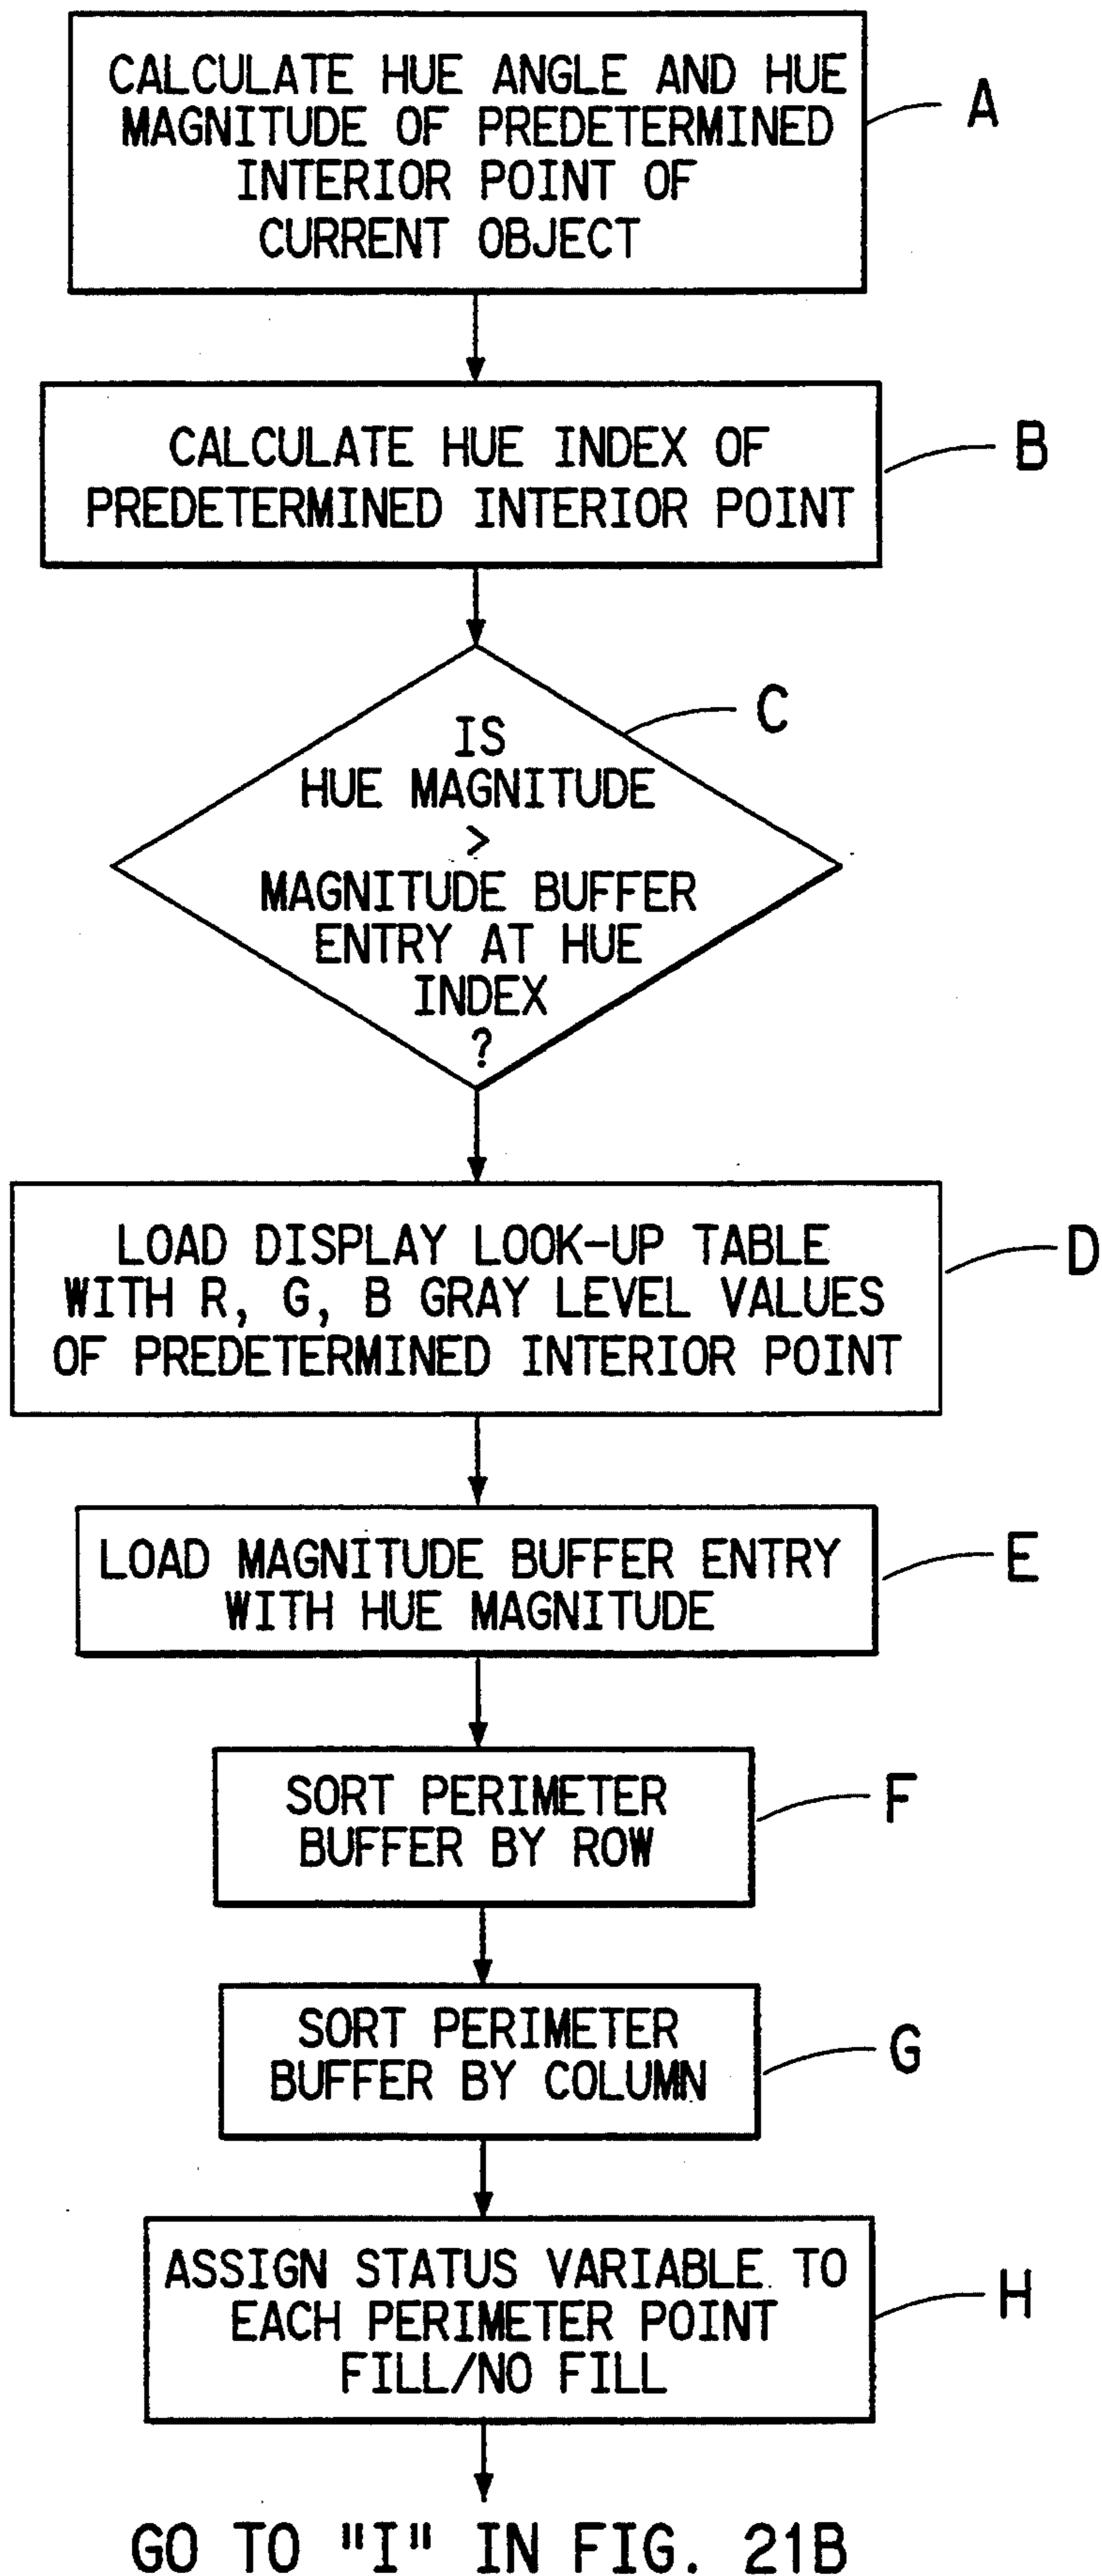 CALCULATE HUE ANGLE AND HUE
MAGNITUDE OF PREDETERMINED
INTERIOR POINT OF
CURRENT OBJECT
A
CALCULATE HUE INDEX OF
PREDETERMINED INTERIOR POINT
B
IS
HUE MAGNITUDE
>
MAGNITUDE BUFFER
ENTRY AT HUE
INDEX
?
C
LOAD DISPLAY LOOK-UP TABLE
WITH R, G, B GRAY LEVEL VALUES
OF PREDETERMINED INTERIOR POINT
D
LOAD MAGNITUDE BUFFER ENTRY
WITH HUE MAGNITUDE
E
SORT PERIMETER
BUFFER BY ROW
F
SORT PERIMETER
BUFFER BY COLUMN
G
ASSIGN STATUS VARIABLE TO
EACH PERIMETER POINT
FILL/NO FILL
H
GO TO "I" IN FIG. 21B